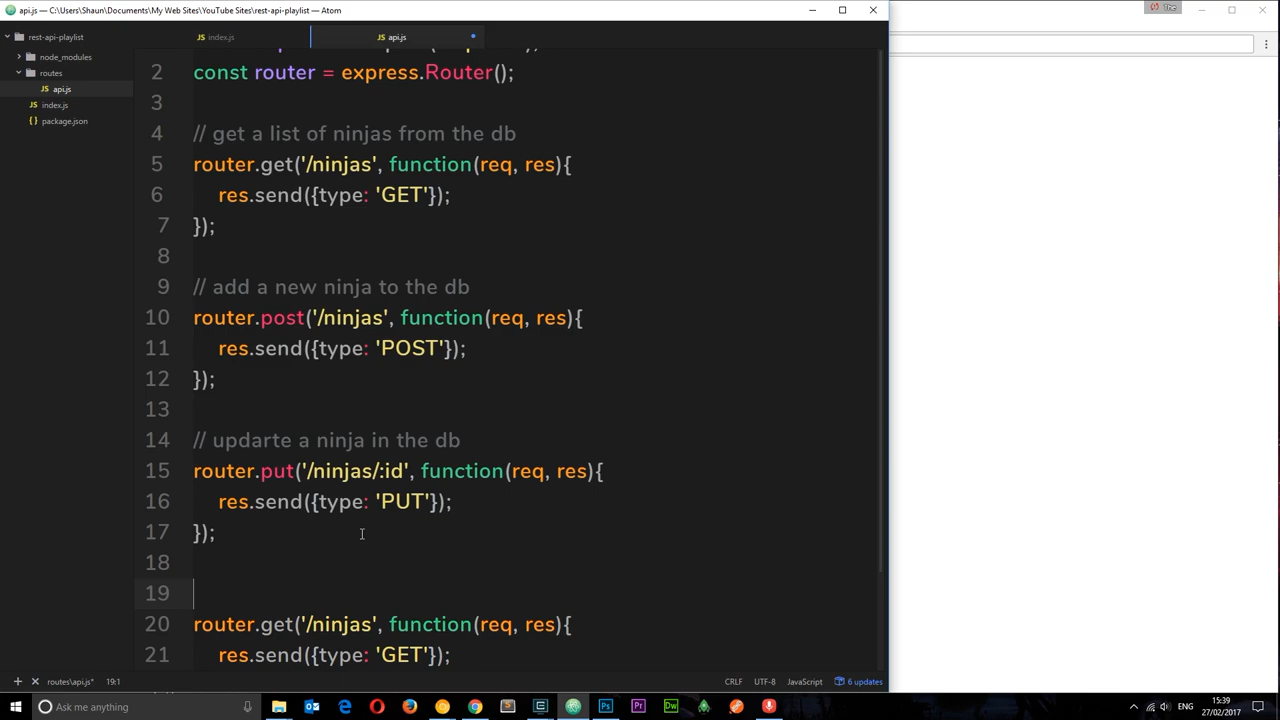 api.js — C:\Users\Shaun\Documents\My Web Sites\YouTube Sites\rest-api-playlist — Atom
The
rest-api-playlist
index.js
api.js
node_modules
routes
api.js
index.js
package.json
2 const router = express.Router();
3
4 // get a list of ninjas from the db
5 router.get('/ninjas', function(req, res){
6 res.send({type: 'GET'});
7 });
8
9 // add a new ninja to the db
10 router.post('/ninjas', function(req, res){
11 res.send({type: 'POST'});
12 });
13
14 // updarte a ninja in the db
15 router.put('/ninjas/:id', function(req, res){
16 res.send({type: 'PUT'});
17 });
18
19
20 router.get('/ninjas', function(req, res){
21 res.send({type: 'GET'});
routes\api.js* 19:1 CRLF UTF-8 JavaScript 6 updates
Ask me anything
ENG
15:39
27/02/2017